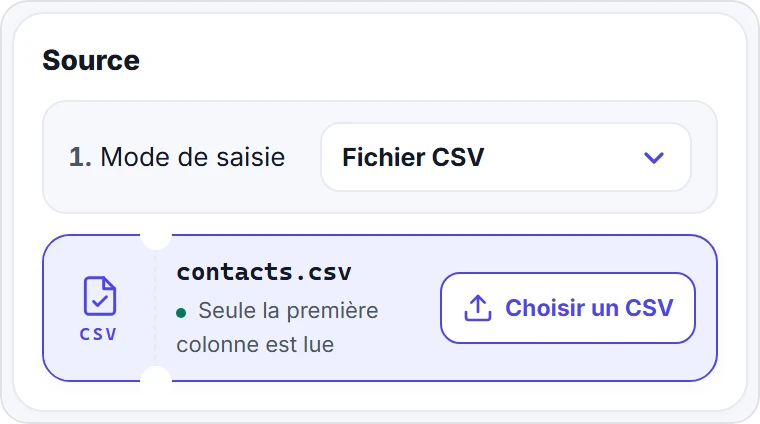 Source
1. Mode de saisie
Fichier CSV
CSV
contacts.csv
Seule la première
colonne est lue
Choisir un CSV